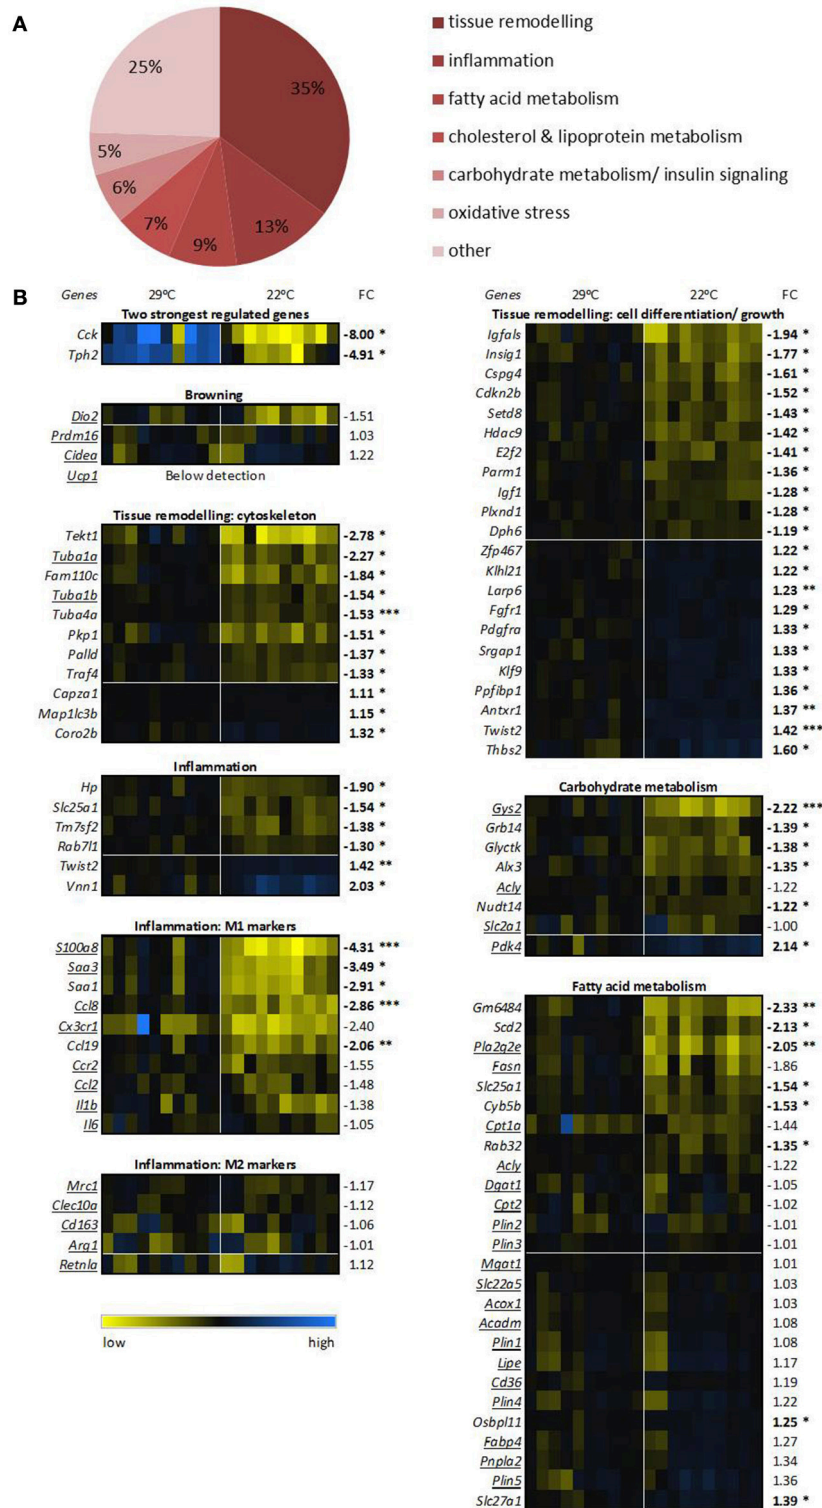 A
25%
35%
5%
6%
7%
9%
13%
tissue remodelling
inflammation
fatty acid metabolism
cholesterol & lipoprotein metabolism
carbohydrate metabolism/ insulin signaling
oxidative stress
other
B
Genes 29ºC 22ºC FC
Two strongest regulated genes
Cck -8.00 *
Tph2 -4.91 *
Browning
Dio2 -1.51
Prdm16 1.03
Cidea 1.22
Ucp1 Below detection
Tissue remodelling: cytoskeleton
Tekt1 -2.78 *
Tuba1a -2.27 *
Fam110c -1.84 *
Tuba1b -1.54 *
Tuba4a -1.53 ***
Pkp1 -1.51 *
Palld -1.37 *
Traf4 -1.33 *
Capza1 1.11 *
Map1lc3b 1.15 *
Coro2b 1.32 *
Inflammation
Hp -1.90 *
Slc25a1 -1.54 *
Tm7sf2 -1.38 *
Rab7l1 -1.30 *
Twist2 1.42 **
Vnn1 2.03 *
Inflammation: M1 markers
S100a8 -4.31 ***
Saa3 -3.49 *
Saa1 -2.91 *
Ccl8 -2.86 ***
Cx3cr1 -2.40
Ccl19 -2.06 **
Ccr2 -1.55
Ccl2 -1.48
Il1b -1.38
Il6 -1.05
Inflammation: M2 markers
Mrc1 -1.17
Clec10a -1.12
Cd163 -1.06
Arg1 -1.01
Retnla 1.12
low high
Genes 29ºC 22ºC FC
Tissue remodelling: cell differentiation/ growth
Igfals -1.94 *
Insig1 -1.77 *
Cspg4 -1.61 *
Cdkn2b -1.52 *
Setd8 -1.43 *
Hdac9 -1.42 *
E2f2 -1.41 *
Parm1 -1.36 *
Igf1 -1.28 *
Plxnd1 -1.28 *
Dph6 -1.19 *
Zfp467 1.22 *
Klhl21 1.22 *
Larp6 1.23 **
Fgfr1 1.29 *
Pdgfra 1.33 *
Srgap1 1.33 *
Klf9 1.33 *
Ppfibp1 1.36 *
Antxr1 1.37 **
Twist2 1.42 ***
Thbs2 1.60 *
Carbohydrate metabolism
Gys2 -2.22 ***
Grb14 -1.39 *
Glyctk -1.38 *
Alx3 -1.35 *
Acly -1.22
Nudt14 -1.22 *
Slc2a1 -1.00
Pdk4 2.14 *
Fatty acid metabolism
Gm6484 -2.33 **
Scd2 -2.13 *
Pla2g2e -2.05 **
Fasn -1.86
Slc25a1 -1.54 *
Cyb5b -1.53 *
Cpt1a -1.44
Rab32 -1.35 *
Acly -1.22
Dgat1 -1.05
Cpt2 -1.02
Plin2 -1.01
Plin3 -1.01
Mgat1 1.01
Slc22a5 1.03
Acox1 1.03
Acadm 1.08
Plin1 1.08
Lipe 1.17
Cd36 1.19
Plin4 1.22
Osbpl11 1.25 *
Fabp4 1.27
Pnpla2 1.34
Plin5 1.36
Slc27a1 1.39 *